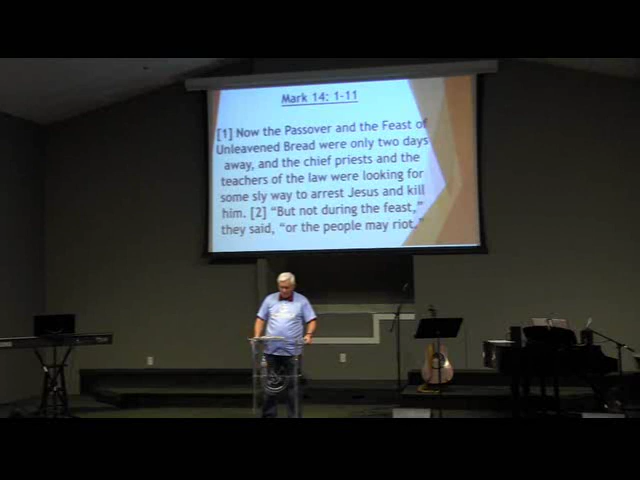 Mark 14: 1-11
[1] Now the Passover and the Feast of
Unleavened Bread were only two days
away, and the chief priests and the
teachers of the law were looking for
some sly way to arrest Jesus and kill
him. [2] “But not during the feast,”
they said, “or the people may riot.”